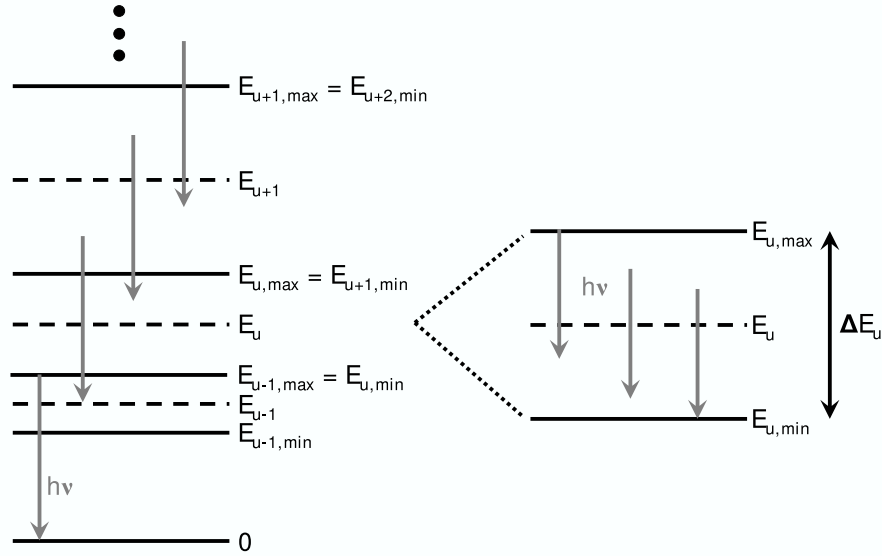 E_{u+1,max} = E_{u+2,min}
E_{u+1}
E_{u,max} = E_{u+1,min}
E_u
E_{u-1,max} = E_{u,min}
E_{u-1}
E_{u-1,min}
hν
0
E_{u,max}
hν
E_u
ΔE_u
E_{u,min}